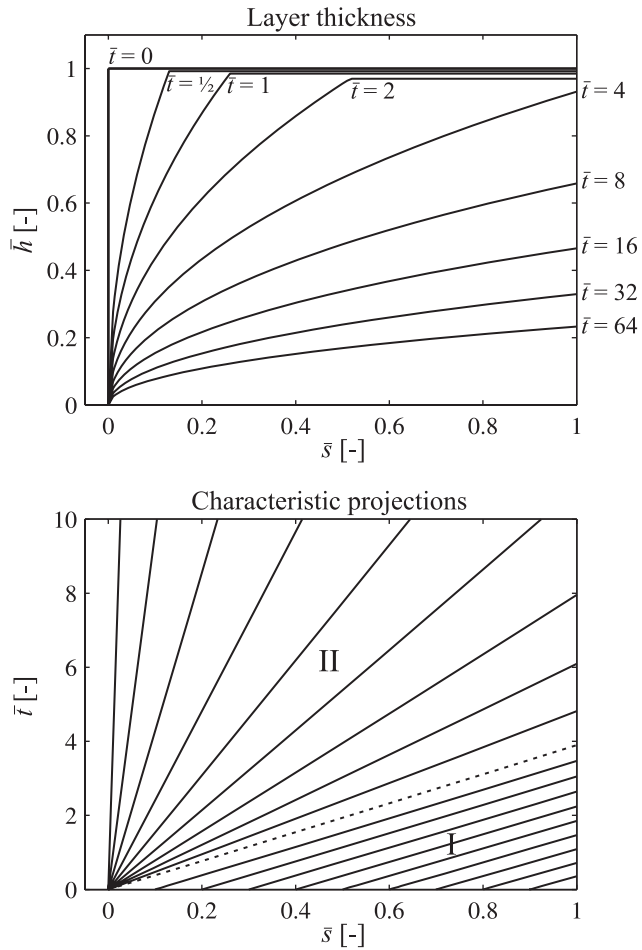 Layer thickness
t̄ = 0
1
t̄ = ½
t̄ = 1
t̄ = 2
t̄ = 4
0.8
t̄ = 8
0.6
h̄ [-]
t̄ = 16
0.4
t̄ = 32
t̄ = 64
0.2
0
0 0.2 0.4 0.6 0.8 1
s̄ [-]
Characteristic projections
10
8
II
6
t̄ [-]
4
2
I
0
0 0.2 0.4 0.6 0.8 1
s̄ [-]